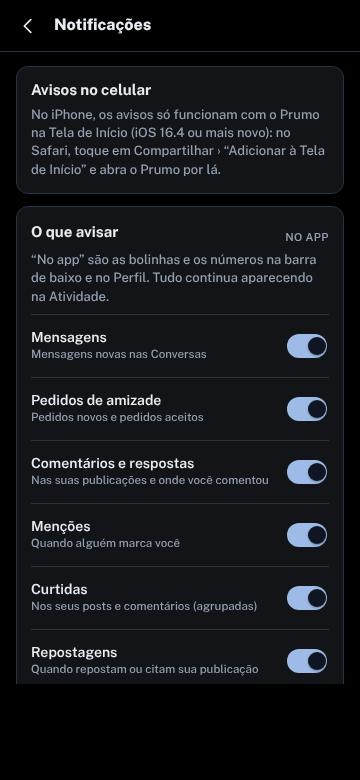 Notificações
Avisos no celular
No iPhone, os avisos só funcionam com o Prumo
na Tela de Início (iOS 16.4 ou mais novo): no
Safari, toque em Compartilhar › “Adicionar à Tela
de Início” e abra o Prumo por lá.
O que avisar
NO APP
“No app” são as bolinhas e os números na barra
de baixo e no Perfil. Tudo continua aparecendo
na Atividade.
Mensagens
Mensagens novas nas Conversas
Pedidos de amizade
Pedidos novos e pedidos aceitos
Comentários e respostas
Nas suas publicações e onde você comentou
Menções
Quando alguém marca você
Curtidas
Nos seus posts e comentários (agrupadas)
Repostagens
Quando repostam ou citam sua publicação